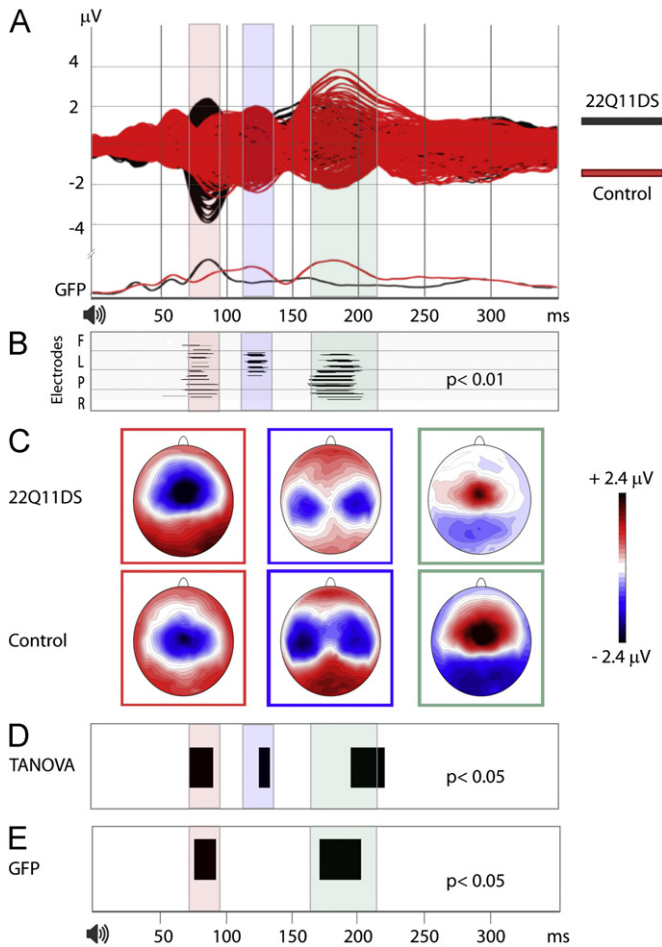 A
μV
4
2
-2
-4
GFP
50 100 150 200 250 300 ms
22Q11DS
Control
B
Electrodes
F
L
P
R
p< 0.01
C
22Q11DS
Control
+ 2.4 μV
- 2.4 μV
D
TANOVA
p< 0.05
E
GFP
p< 0.05
50 100 150 200 250 300 ms